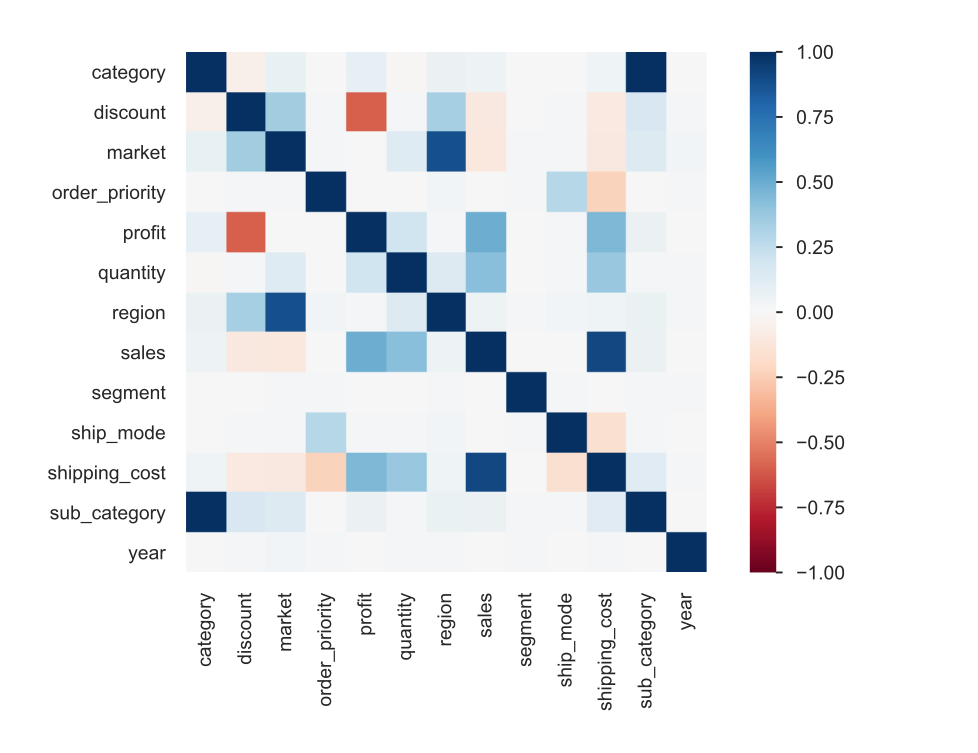 category
discount
market
order_priority
profit
quantity
region
sales
segment
ship_mode
shipping_cost
sub_category
year
category
discount
market
order_priority
profit
quantity
region
sales
segment
ship_mode
shipping_cost
sub_category
year
1.00
0.75
0.50
0.25
0.00
−0.25
−0.50
−0.75
−1.00